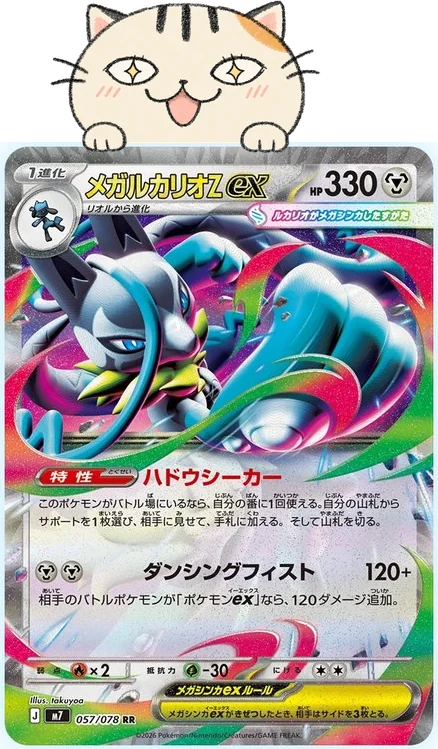 1進化
メガルカリオZex
HP330
リオルから進化
ルカリオがメガシンカしたすがた
特性 とくせい ハドウシーカー
このポケモンがバトル場にいるなら、自分の番に1回使える。自分の山札から
サポートを1枚選び、相手に見せて、手札に加える。そして山札を切る。
ダンシングフィスト 120+
相手のバトルポケモンが「ポケモンex」なら、120ダメージ追加。
弱点 ×2 抵抗力 -30 にげる
Illus. takuyoa
メガシンカexルール
J M7 057/078 RR
メガシンカexがきぜつしたとき、相手はサイドを3枚とる。
©2026 Pokémon/Nintendo/Creatures/GAME FREAK.